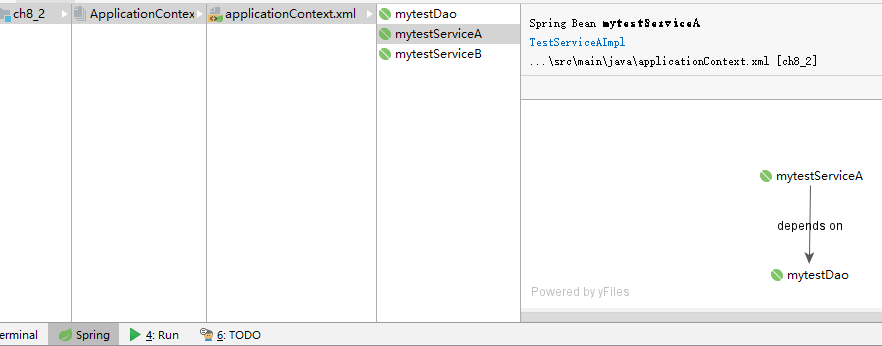 ch8_2
ApplicationContex
applicationContext.xml
mytestDao
mytestServiceA
mytestServiceB
Spring Bean mytestServiceA
TestServiceAImpl
...\src\main\java\applicationContext.xml [ch8_2]
mytestServiceA
depends on
mytestDao
Powered by yFiles
erminal
Spring
4: Run
6: TODO